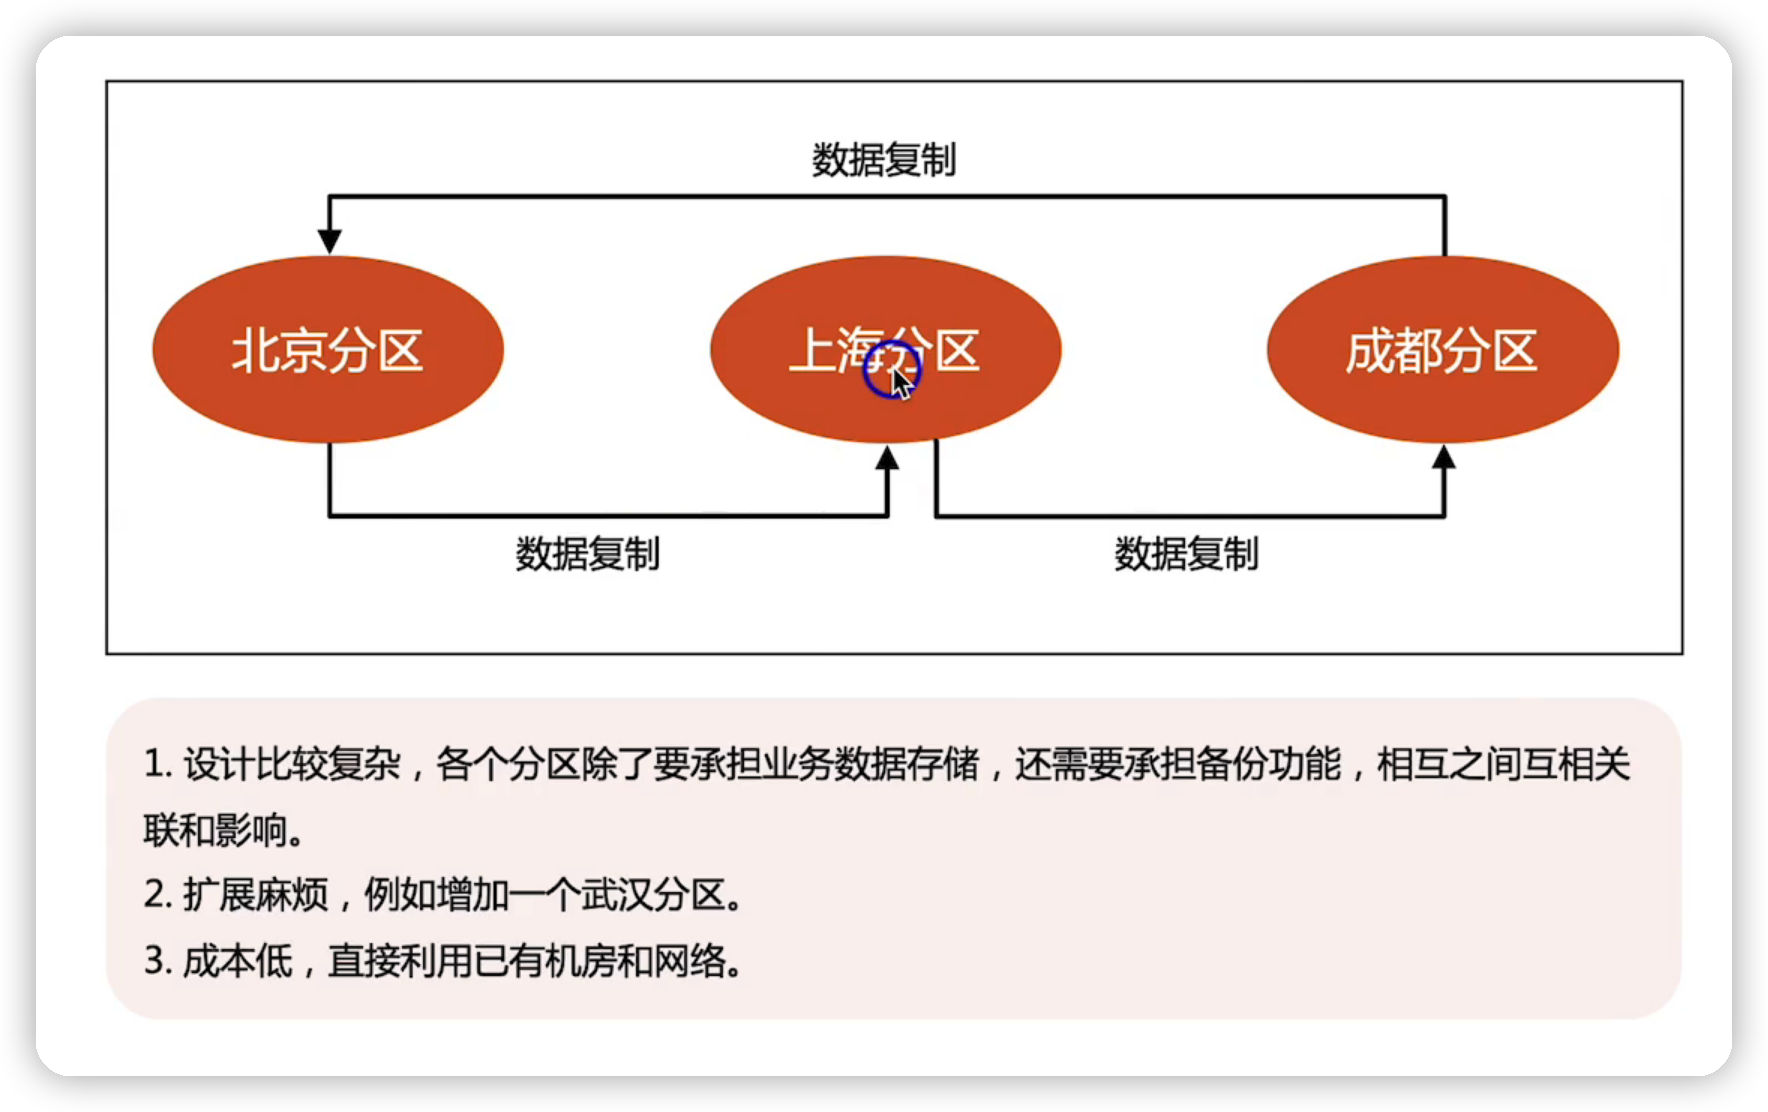 数据复制
北京分区
上海分区
成都分区
数据复制
数据复制
1. 设计比较复杂，各个分区除了要承担业务数据存储，还需要承担备份功能，相互之间互相关
联和影响。
2. 扩展麻烦，例如增加一个武汉分区。
3. 成本低，直接利用已有机房和网络。